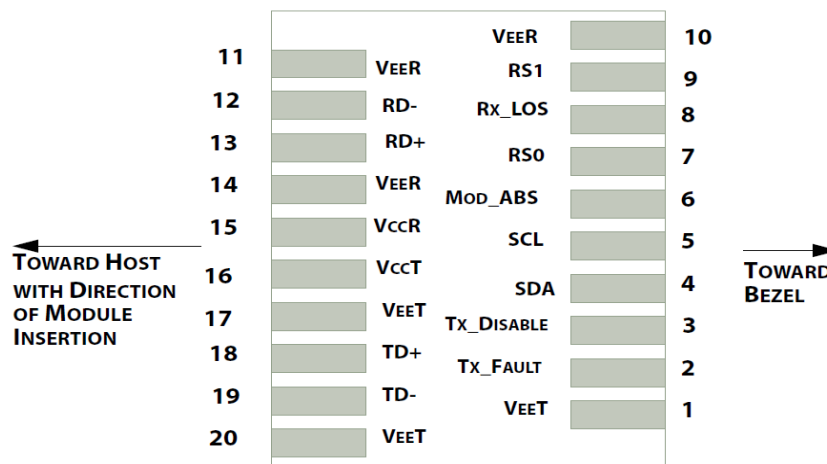 VEER 10
11 VEER
RS1 9
12 RD-
RX_LOS 8
13 RD+
RS0 7
14 VEER
MOD_ABS 6
15 VCCR
SCL 5
16 VCCT
SDA 4
17 VEET
TX_DISABLE 3
18 TD+
TX_FAULT 2
19 TD-
VEET 1
20 VEET
TOWARD HOST
WITH DIRECTION
OF MODULE
INSERTION
TOWARD
BEZEL